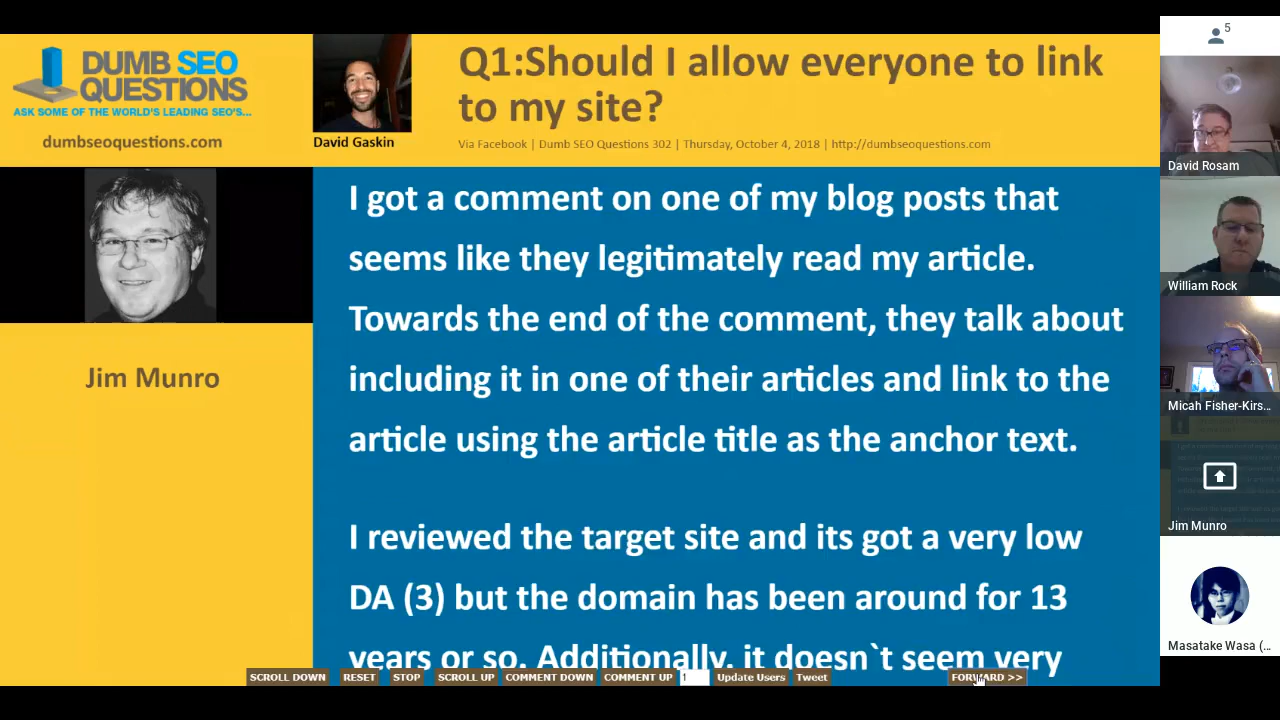 DUMB SEO
QUESTIONS
ASK SOME OF THE WORLD'S LEADING SEO'S...
dumbseoquestions.com
David Gaskin
Q1:Should I allow everyone to link
to my site?
Via Facebook | Dumb SEO Questions 302 | Thursday, October 4, 2018 | http://dumbseoquestions.com
Jim Munro
I got a comment on one of my blog posts that
seems like they legitimately read my article.
Towards the end of the comment, they talk about
including it in one of their articles and link to the
article using the article title as the anchor text.
I reviewed the target site and its got a very low
DA (3) but the domain has been around for 13
years or so. Additionally, it doesn`t seem very
SCROLL DOWN RESET STOP SCROLL UP COMMENT DOWN COMMENT UP 1 Update Users Tweet FORWARD >>
5
David Rosam
William Rock
Micah Fisher-Kirs...
Jim Munro
Masatake Wasa (...